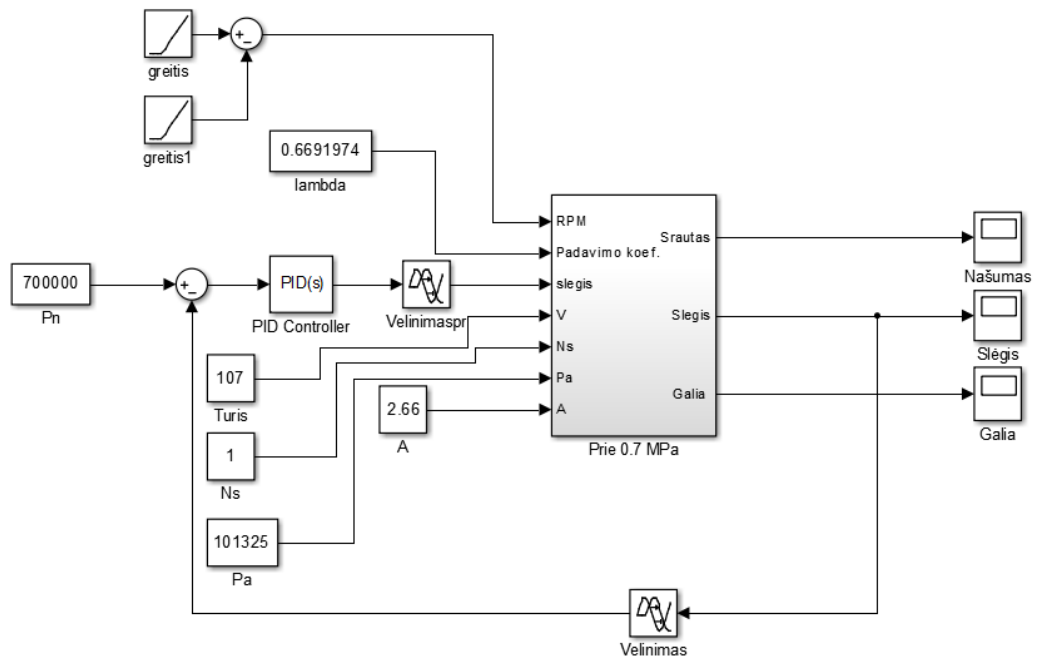 greitis
greitis1
0.6691974
lambda
RPM
Padavimo koef.
slegis
V
Ns
Pa
A
Srautas
Slegis
Galia
Prie 0.7 MPa
Našumas
Slėgis
Galia
700000
Pn
PID(s)
PID Controller
Velinimaspr
107
Turis
2.66
A
1
Ns
101325
Pa
Velinimas